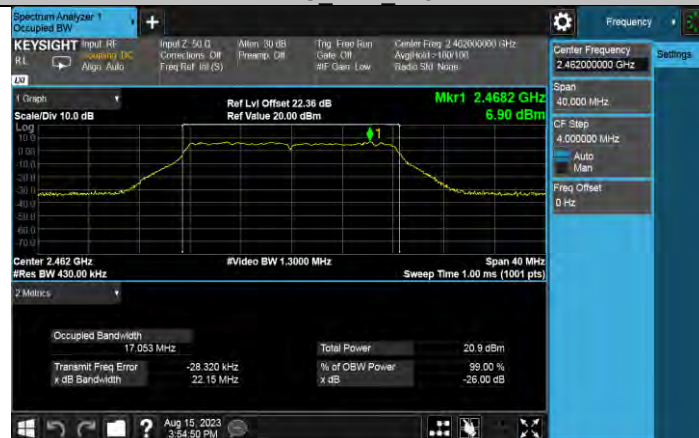 Spectrum Analyzer 1
Occupied BW
Frequency
KEYSIGHT Input: RF
Coupling: DC
Align: Auto
RL
LXI
Input Z: 50 Ω
Corrections: Off
Freq Ref: Int (S)
Atten: 30 dB
Preamp: Off
Trig: Free Run
Gate: Off
#IF Gain: Low
Center Freq: 2.462000000 GHz
Avg|Hold:>100/100
Radio Std: None
Center Frequency
2.462000000 GHz
Settings
Span
40.000 MHz
CF Step
4.000000 MHz
Auto
Man
Freq Offset
0 Hz
1 Graph
Scale/Div 10.0 dB
Ref Lvl Offset 22.36 dB
Ref Value 20.00 dBm
Mkr1 2.4682 GHz
6.90 dBm
Log
10.0
0.00
-10.0
-20.0
-30.0
-40.0
-50.0
-60.0
-70.0
1
Center 2.462 GHz
#Res BW 430.00 kHz
#Video BW 1.3000 MHz
Span 40 MHz
Sweep Time 1.00 ms (1001 pts)
2 Metrics
Occupied Bandwidth
17.053 MHz
Total Power 20.9 dBm
Transmit Freq Error -28.320 kHz
% of OBW Power 99.00 %
x dB Bandwidth 22.15 MHz
x dB -26.00 dB
?
Aug 15, 2023
3:54:50 PM